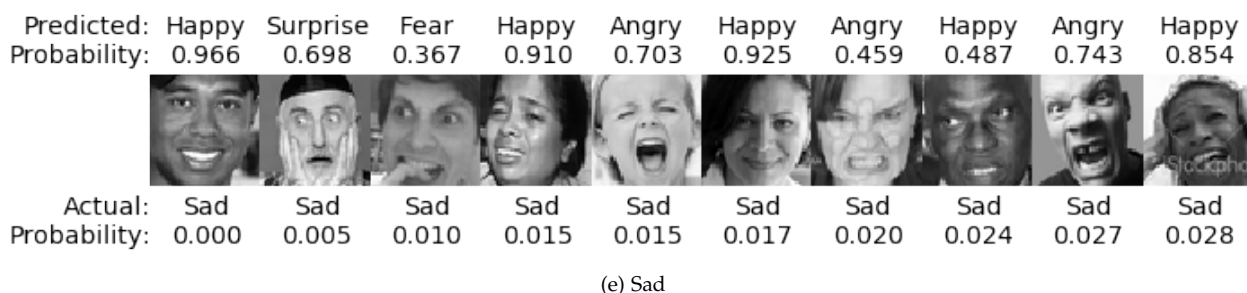 Predicted: Happy Surprise Fear Happy Angry Happy Angry Happy Angry Happy
Probability: 0.966 0.698 0.367 0.910 0.703 0.925 0.459 0.487 0.743 0.854
iStockpho
Actual: Sad Sad Sad Sad Sad Sad Sad Sad Sad Sad
Probability: 0.000 0.005 0.010 0.015 0.015 0.017 0.020 0.024 0.027 0.028
(e) Sad